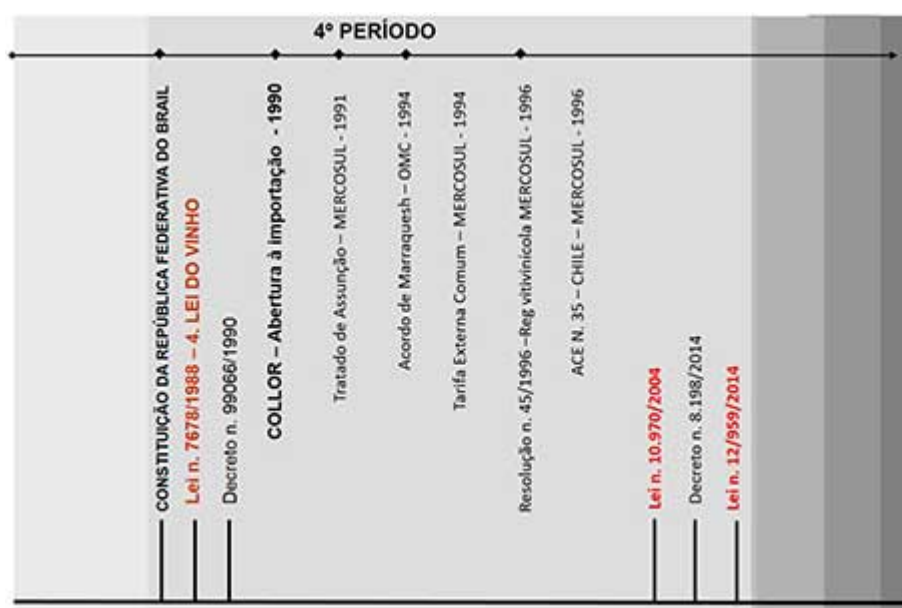 4º PERÍODO
CONSTITUIÇÃO DA REPÚBLICA FEDERATIVA DO BRAIL
Lei n. 7678/1988 – 4. LEI DO VINHO
Decreto n. 99066/1990
COLLOR – Abertura à importação - 1990
Tratado de Assunção – MERCOSUL - 1991
Acordo de Marraquesh – OMC - 1994
Tarifa Externa Comum – MERCOSUL - 1994
Resolução n. 45/1996 –Reg vitivinícola MERCOSUL - 1996
ACE N. 35 – CHILE – MERCOSUL - 1996
Lei n. 10.970/2004
Decreto n. 8.198/2014
Lei n. 12/959/2014